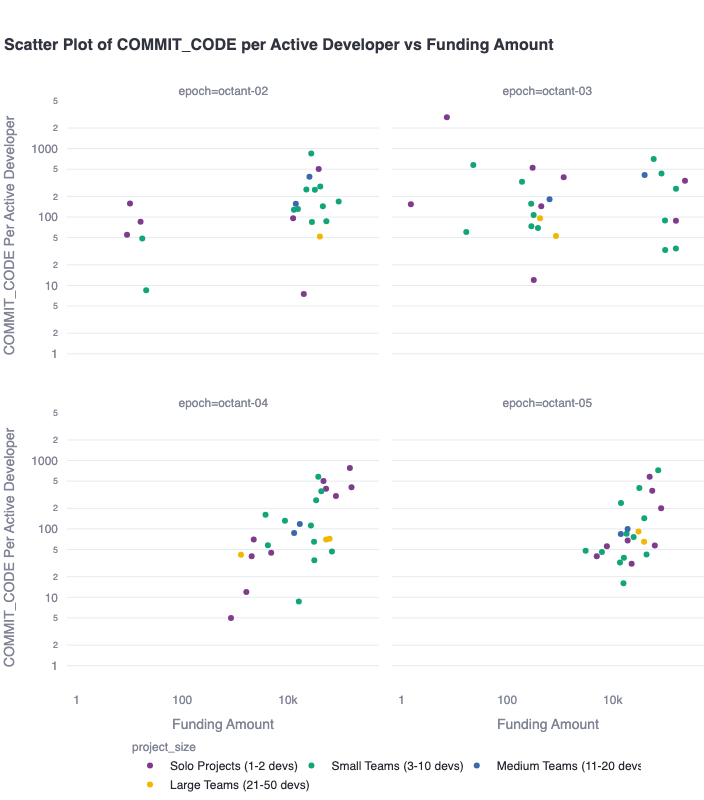 Scatter Plot of COMMIT_CODE per Active Developer vs Funding Amount
epoch=octant-02
epoch=octant-03
COMMIT_CODE Per Active Developer
5
2
1000
5
2
100
5
2
10
5
2
1
epoch=octant-04
epoch=octant-05
COMMIT_CODE Per Active Developer
5
2
1000
5
2
100
5
2
10
5
2
1
1
100
10k
1
100
10k
Funding Amount
Funding Amount
project_size
Solo Projects (1-2 devs)
Small Teams (3-10 devs)
Medium Teams (11-20 devs
Large Teams (21-50 devs)